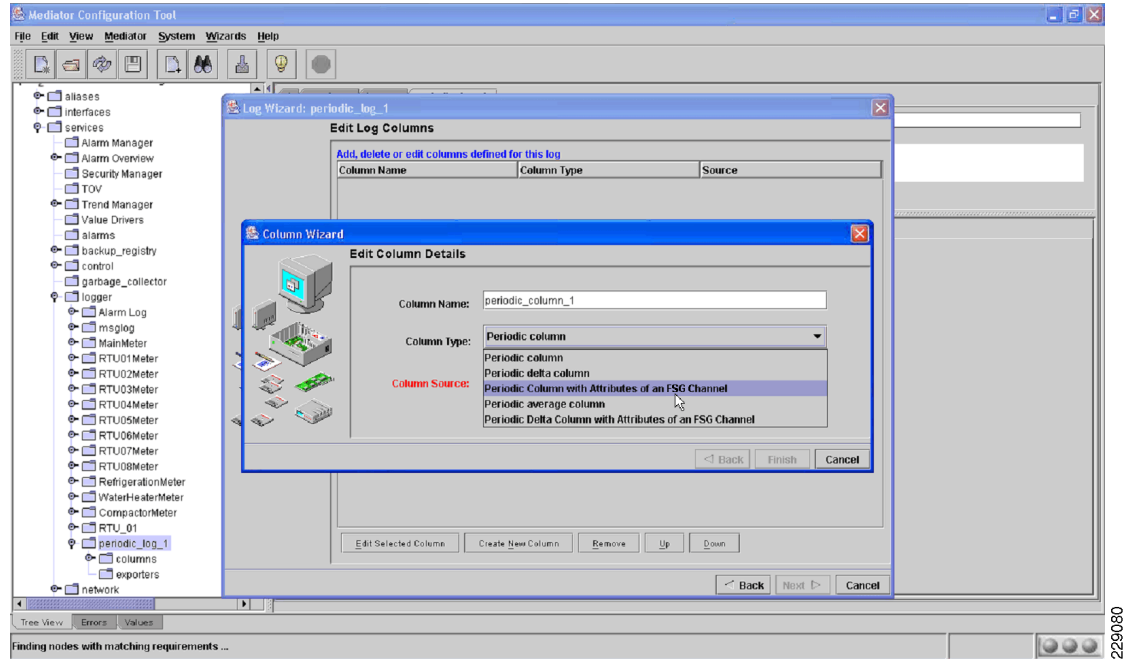 Mediator Configuration Tool
File Edit View Mediator System Wizards Help
aliases
interfaces
services
Alarm Manager
Alarm Overview
Security Manager
TOV
Trend Manager
Value Drivers
alarms
backup_registry
control
garbage_collector
logger
Alarm Log
msglog
MainMeter
RTU01Meter
RTU02Meter
RTU03Meter
RTU04Meter
RTU05Meter
RTU06Meter
RTU07Meter
RTU08Meter
RefrigerationMeter
WaterHeaterMeter
CompactorMeter
RTU_01
periodic_log_1
columns
exporters
network
Log Wizard: periodic_log_1
Edit Log Columns
Add, delete or edit columns defined for this log
Column Name Column Type Source
Column Wizard
Edit Column Details
Column Name: periodic_column_1
Column Type: Periodic column
Periodic column
Periodic delta column
Column Source: Periodic Column with Attributes of an FSG Channel
Periodic average column
Periodic Delta Column with Attributes of an FSG Channel
Back Finish Cancel
Edit Selected Column Create New Column Remove Up Down
Back Next Cancel
Tree View Errors Values
Finding nodes with matching requirements ...
229080